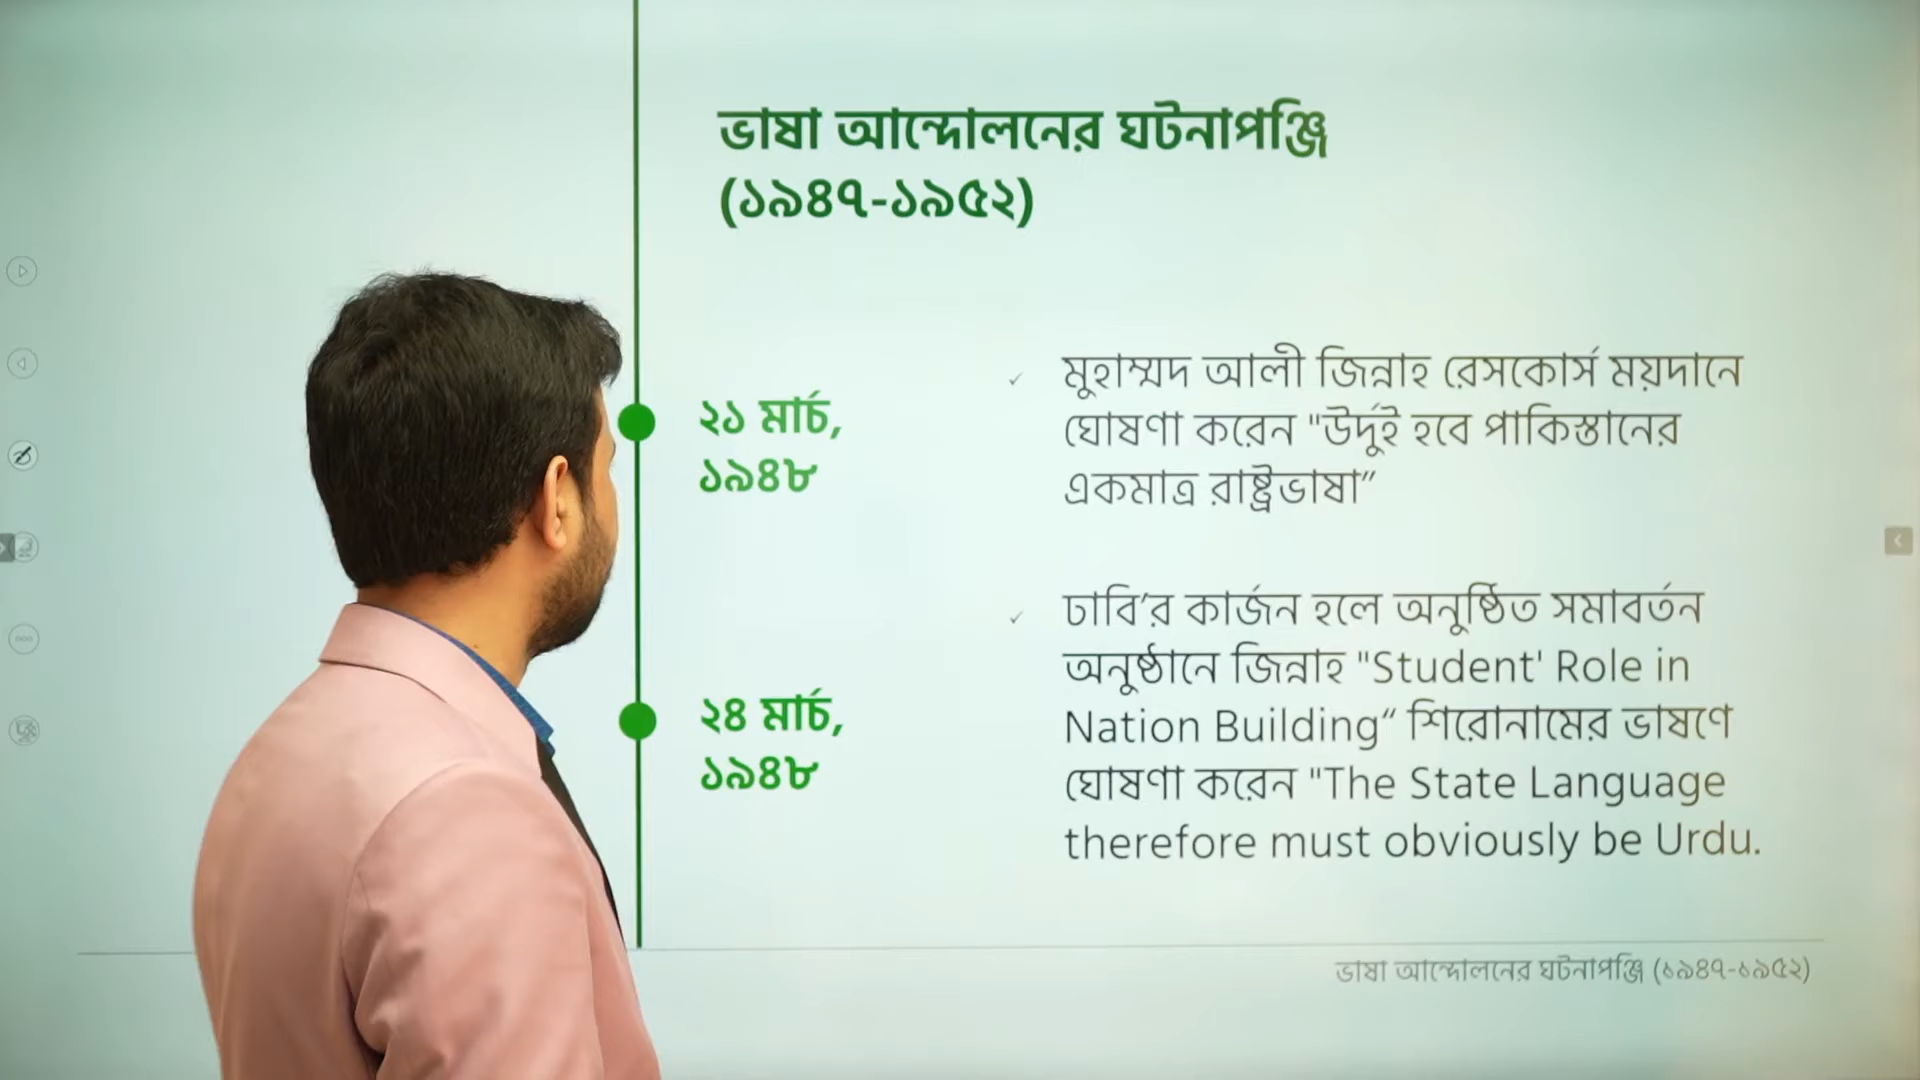 ভাষা আন্দোলনের ঘটনাপঞ্জি
(১৯৪৭-১৯৫২)
২১ মার্চ,
১৯৪৮
মুহাম্মদ আলী জিন্নাহ রেসকোর্স ময়দানে
ঘোষণা করেন "উর্দুই হবে পাকিস্তানের
একমাত্র রাষ্ট্রভাষা”
২৪ মার্চ,
১৯৪৮
ঢাবি’র কার্জন হলে অনুষ্ঠিত সমাবর্তন
অনুষ্ঠানে জিন্নাহ "Student' Role in
Nation Building“ শিরোনামের ভাষণে
ঘোষণা করেন "The State Language
therefore must obviously be Urdu.
ভাষা আন্দোলনের ঘটনাপঞ্জি (১৯৪৭-১৯৫২)